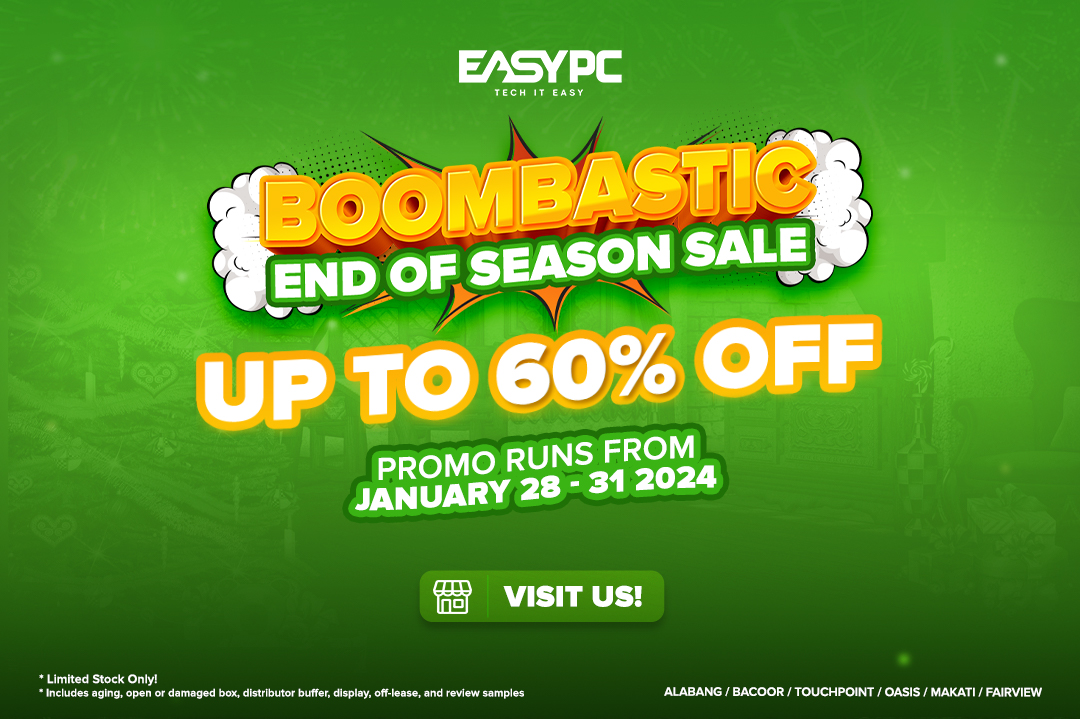 EASYPC
TECH IT EASY
BOOMBASTIC
END OF SEASON SALE
UP TO 60% OFF
PROMO RUNS FROM
JANUARY 28 - 31 2024
VISIT US!
* Limited Stock Only!
* Includes aging, open or damaged box, distributor buffer, display, off-lease, and review samples
ALABANG / BACOOR / TOUCHPOINT / OASIS / MAKATI / FAIRVIEW